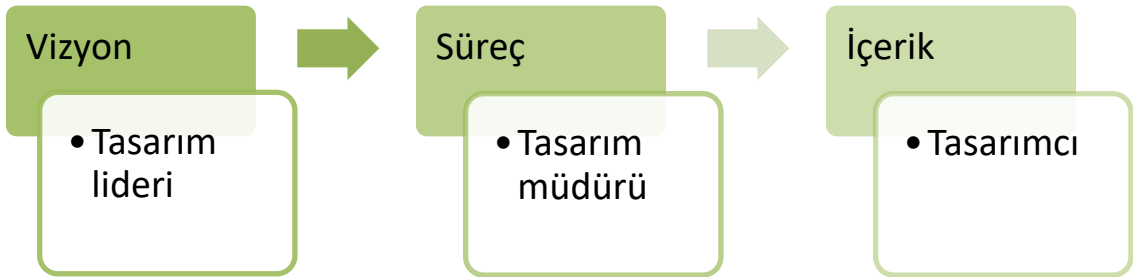 Vizyon
• Tasarım
lideri
Süreç
• Tasarım
müdürü
İçerik
• Tasarımcı